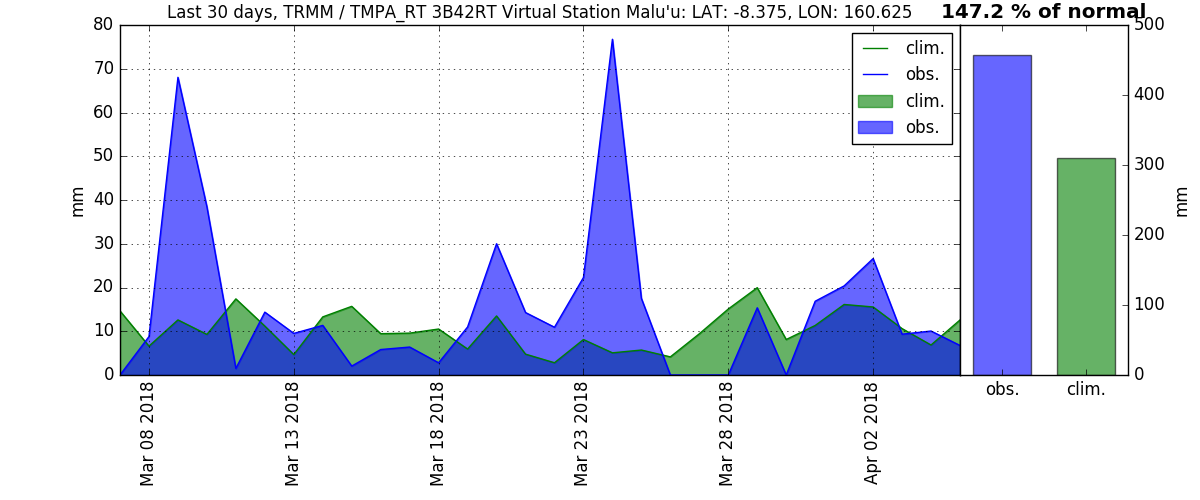 Last 30 days, TRMM / TMPA_RT 3B42RT Virtual Station Malu'u: LAT: -8.375, LON: 160.625
147.2 % of normal
80
70
60
50
40
30
20
10
0
mm
clim.
obs.
clim.
obs.
Mar 08 2018
Mar 13 2018
Mar 18 2018
Mar 23 2018
Mar 28 2018
Apr 02 2018
500
400
300
200
100
0
mm
obs.
clim.